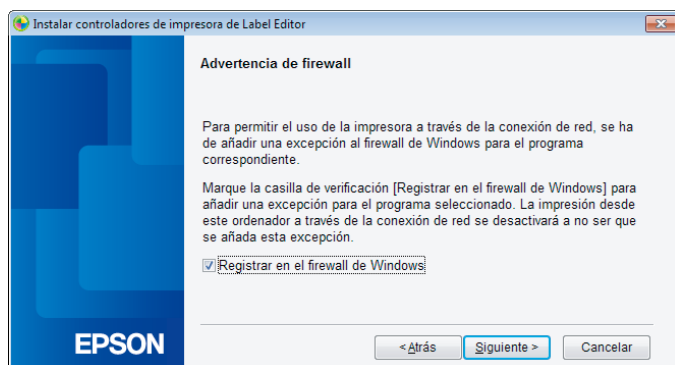 Instalar controladores de impresora de Label Editor
Advertencia de firewall
Para permitir el uso de la impresora a través de la conexión de red, se ha
de añadir una excepción al firewall de Windows para el programa
correspondiente.
Marque la casilla de verificación [Registrar en el firewall de Windows] para
añadir una excepción para el programa seleccionado. La impresión desde
este ordenador a través de la conexión de red se desactivará a no ser que
se añada esta excepción.
Registrar en el firewall de Windows
EPSON
< Atrás
Siguiente >
Cancelar